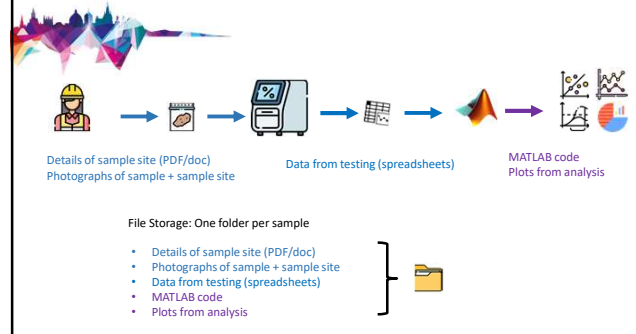 Details of sample site (PDF/doc)
Photographs of sample + sample site
Data from testing (spreadsheets)
MATLAB code
Plots from analysis
File Storage: One folder per sample
• Details of sample site (PDF/doc)
• Photographs of sample + sample site
• Data from testing (spreadsheets)
• MATLAB code
• Plots from analysis